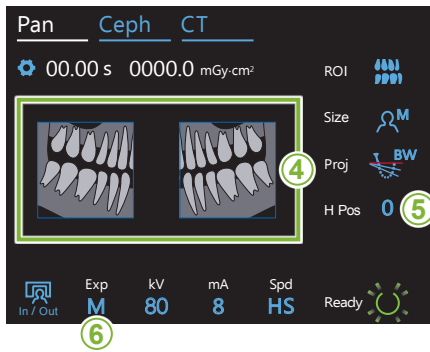 Pan Ceph CT
00.00 s 0000.0 mGy·cm²
ROI
Size M
4
Proj BW
H Pos 0 5
Exp kV mA Spd
In / Out M 80 8 HS Ready
6